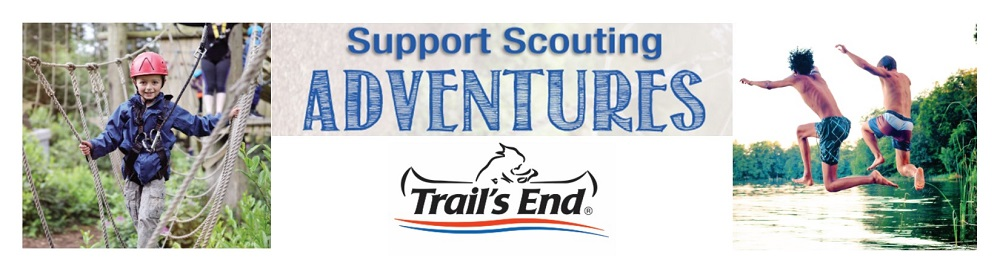 Support Scouting
ADVENTURES
Trail's End®